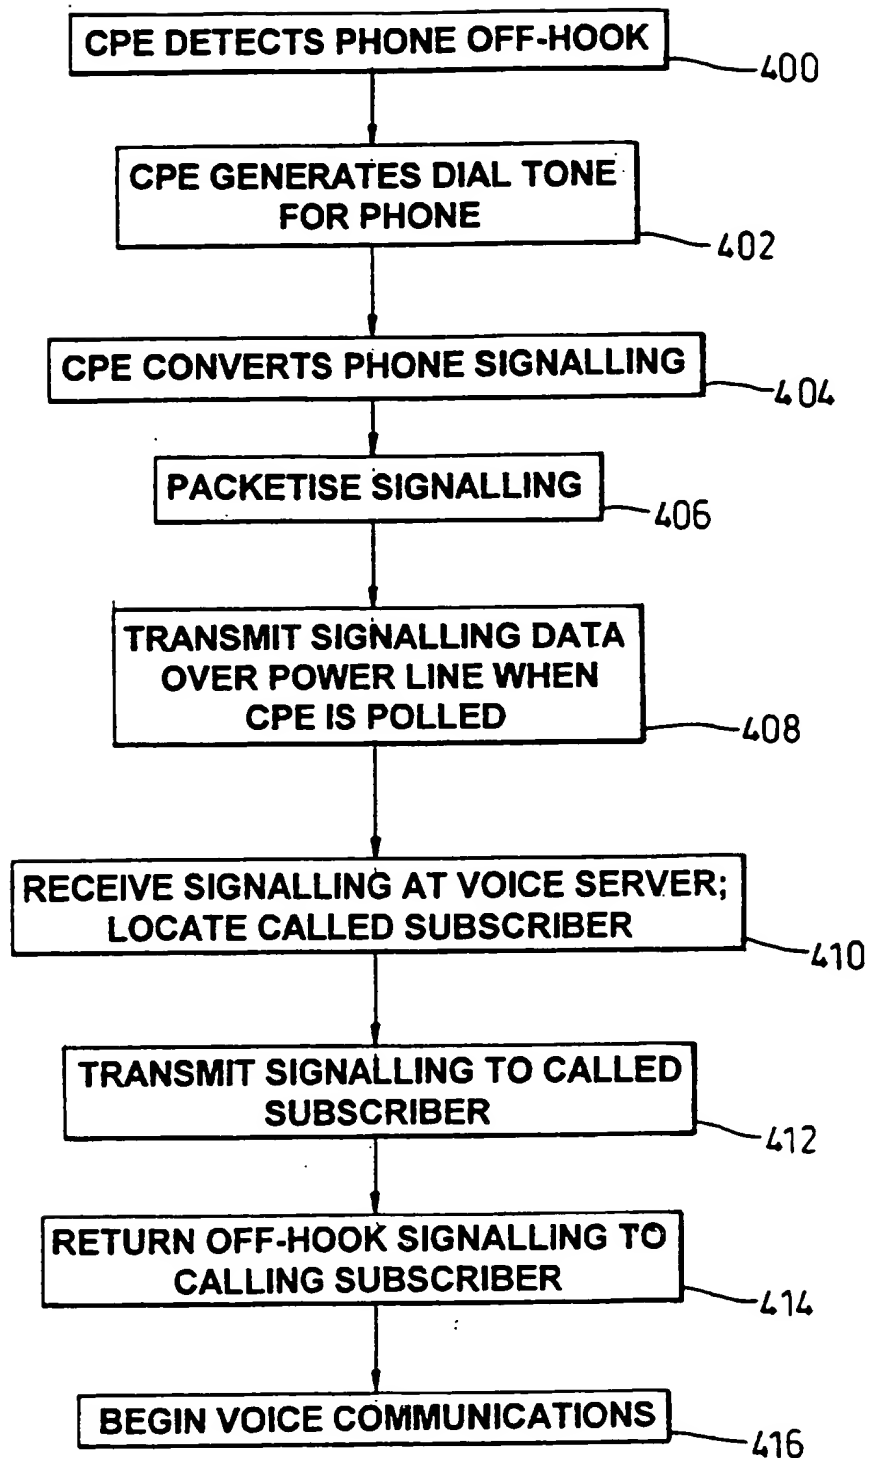 CPE DETECTS PHONE OFF-HOOK
400
CPE GENERATES DIAL TONE
FOR PHONE
402
CPE CONVERTS PHONE SIGNALLING
404
PACKETISE SIGNALLING
406
TRANSMIT SIGNALLING DATA
OVER POWER LINE WHEN
CPE IS POLLED
408
RECEIVE SIGNALLING AT VOICE SERVER;
LOCATE CALLED SUBSCRIBER
410
TRANSMIT SIGNALLING TO CALLED
SUBSCRIBER
412
RETURN OFF-HOOK SIGNALLING TO
CALLING SUBSCRIBER
414
BEGIN VOICE COMMUNICATIONS
416